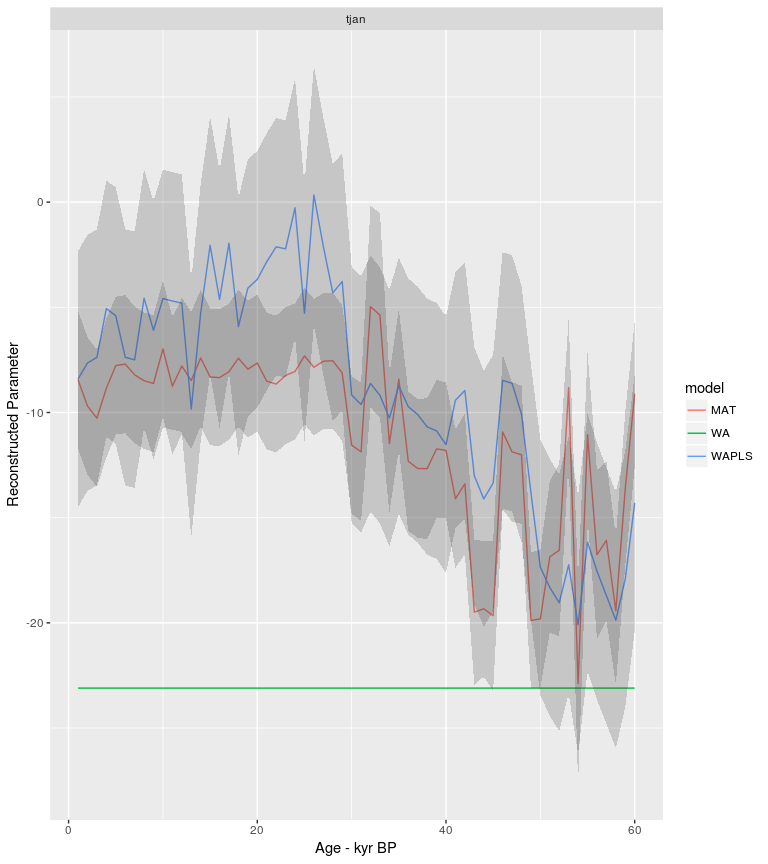 tjan
Reconstructed Parameter
0
-10
-20
0
20
40
60
Age - kyr BP
model
MAT
WA
WAPLS